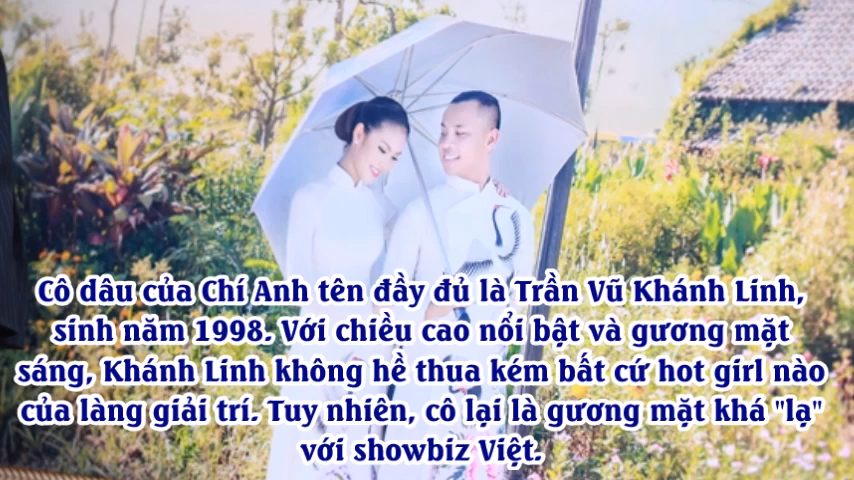 Cô dâu của Chí Anh tên đầy đủ là Trần Vũ Khánh Linh,
sinh năm 1998. Với chiều cao nổi bật và gương mặt
sáng, Khánh Linh không hề thua kém bất cứ hot girl nào
của làng giải trí. Tuy nhiên, cô lại là gương mặt khá "lạ"
với showbiz Việt.